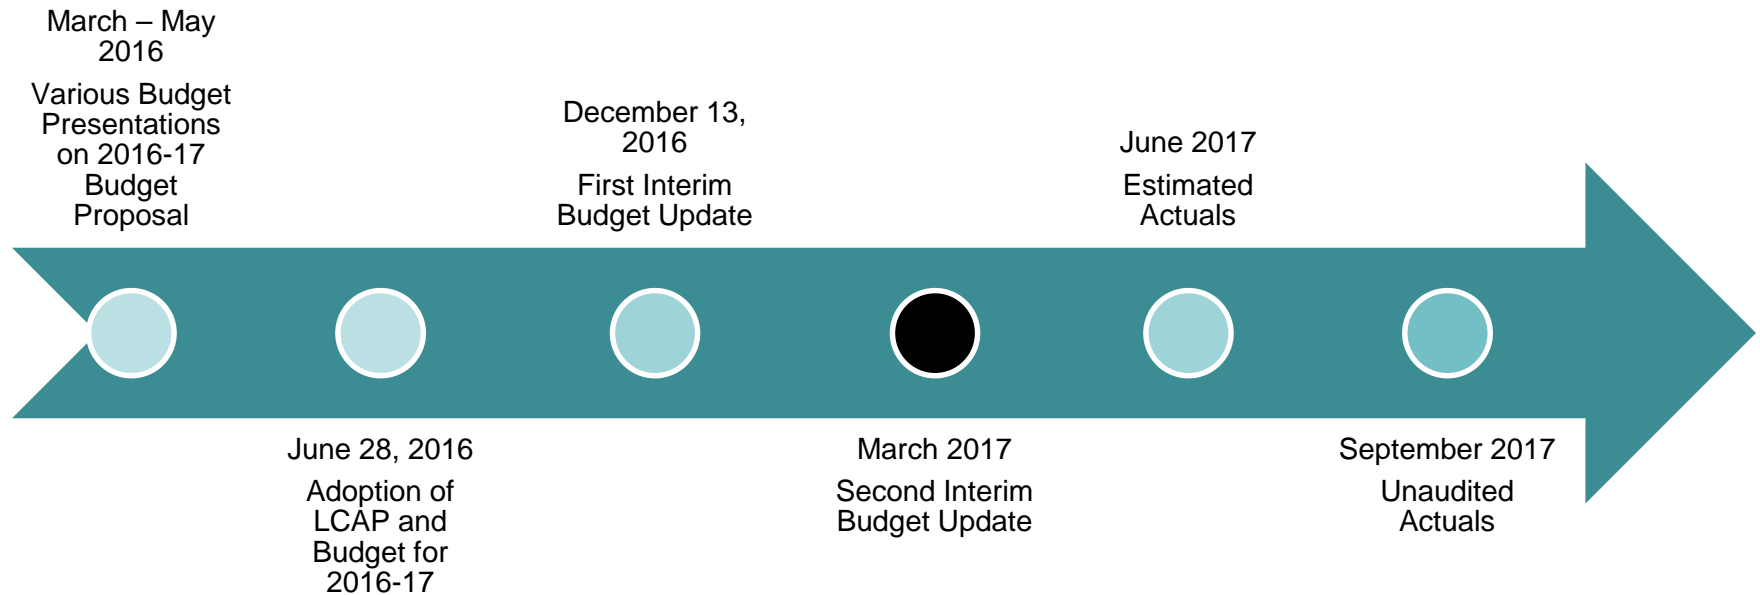 March – May
2016
Various Budget
Presentations
on 2016-17
Budget
Proposal
June 28, 2016
Adoption of
LCAP and
Budget for
2016-17
December 13,
2016
First Interim
Budget Update
March 2017
Second Interim
Budget Update
June 2017
Estimated
Actuals
September 2017
Unaudited
Actuals